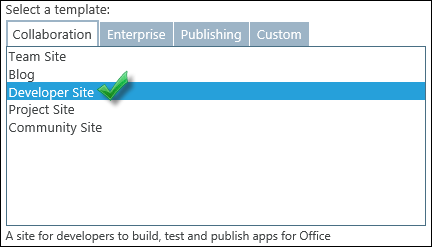 Select a template:
Collaboration Enterprise Publishing Custom
Team Site
Blog
Developer Site
Project Site
Community Site
A site for developers to build, test and publish apps for Office